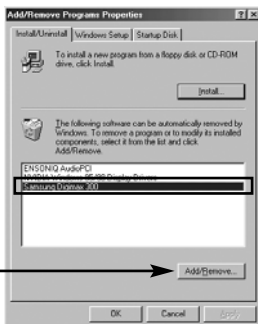 Add/Remove Programs Properties
Install/Uninstall Windows Setup Startup Disk
To install a new program from a floppy disk or CD-ROM
drive, click Install.
Install...
The following software can be automatically removed by
Windows. To remove a program or to modify its installed
components, select it from the list and click
Add/Remove.
ENSONIQ AudioPCI
Display Drivers
Samsung Digimax 300
Add/Remove...
OK Cancel Apply